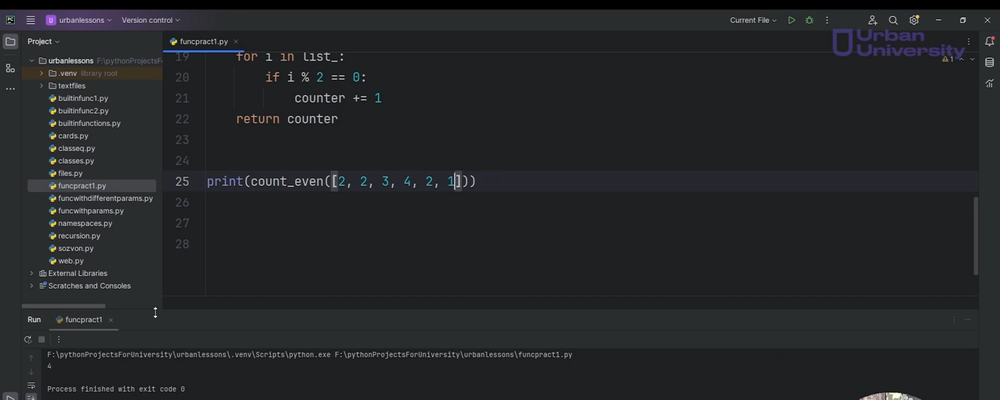 PC
U urbanlessons
Version control
Current File
Urban
University
Project
funcpract1.py
urbanlessons F:\pythonProjectsF
.venv library root
textfiles
builtinfunc1.py
builtinfunc2.py
builtinfunctions.py
cards.py
classeq.py
classes.py
files.py
funcpract1.py
funcwithdifferentparams.py
funcwithparams.py
namespaces.py
recursion.py
sozvon.py
web.py
External Libraries
Scratches and Consoles
1
19 for i in list_:
20 if i % 2 == 0:
21 counter += 1
22 return counter
23
24
25 print(count_even([2, 2, 3, 4, 2, 1]))
26
27
28
Run funcpract1
F:\pythonProjectsForUniversity\urbanlessons\.venv\Scripts\python.exe F:\pythonProjectsForUniversity\urbanlessons\funcpract1.py
4
Process finished with exit code 0